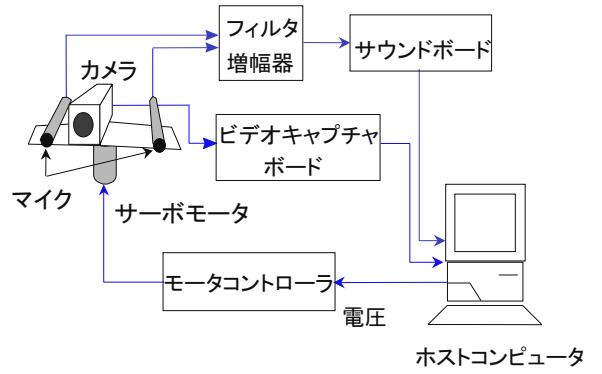 フィルタ
増幅器
サウンドボード
カメラ
ビデオキャプチャ
ボード
マイク
サーボモータ
モータコントローラ
電圧
ホストコンピュータ